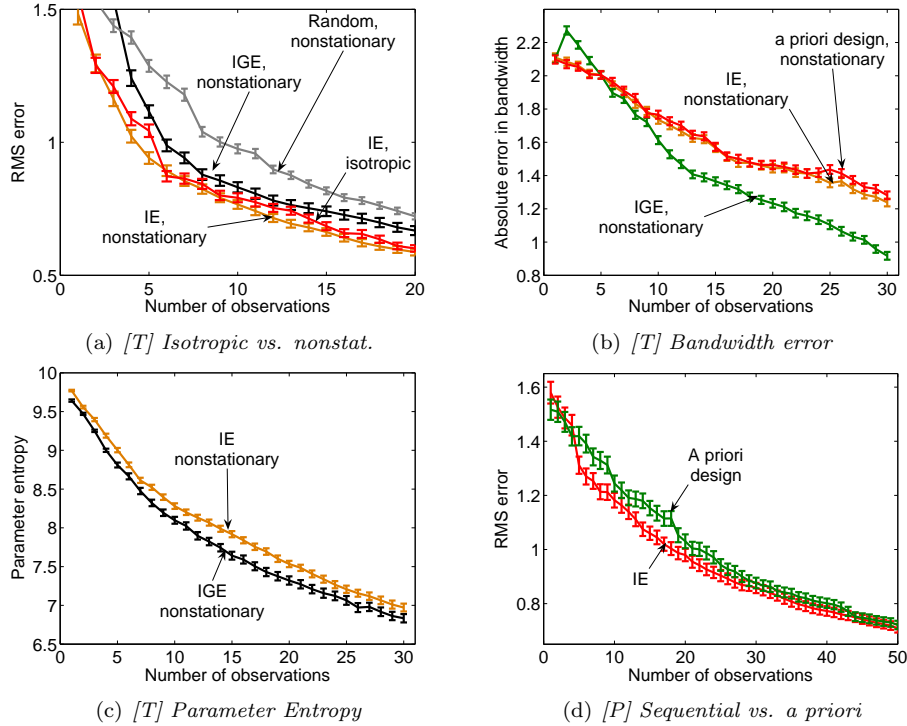 1.5
1
0.5
0 5 10 15 20
RMS error
Number of observations
Random,
nonstationary
IGE,
nonstationary
IE,
isotropic
IE,
nonstationary
(a) [T] Isotropic vs. nonstat.
2.2
2
1.8
1.6
1.4
1.2
1
0.8
0 5 10 15 20 25 30
Absolute error in bandwidth
Number of observations
a priori design,
nonstationary
IE,
nonstationary
IGE,
nonstationary
(b) [T] Bandwidth error
10
9.5
9
8.5
8
7.5
7
6.5
0 5 10 15 20 25 30
Parameter entropy
Number of observations
IE
nonstationary
IGE
nonstationary
(c) [T] Parameter Entropy
1.6
1.4
1.2
1.0
0.8
0 10 20 30 40 50
RMS error
Number of observations
A priori
design
IE
(d) [P] Sequential vs. a priori